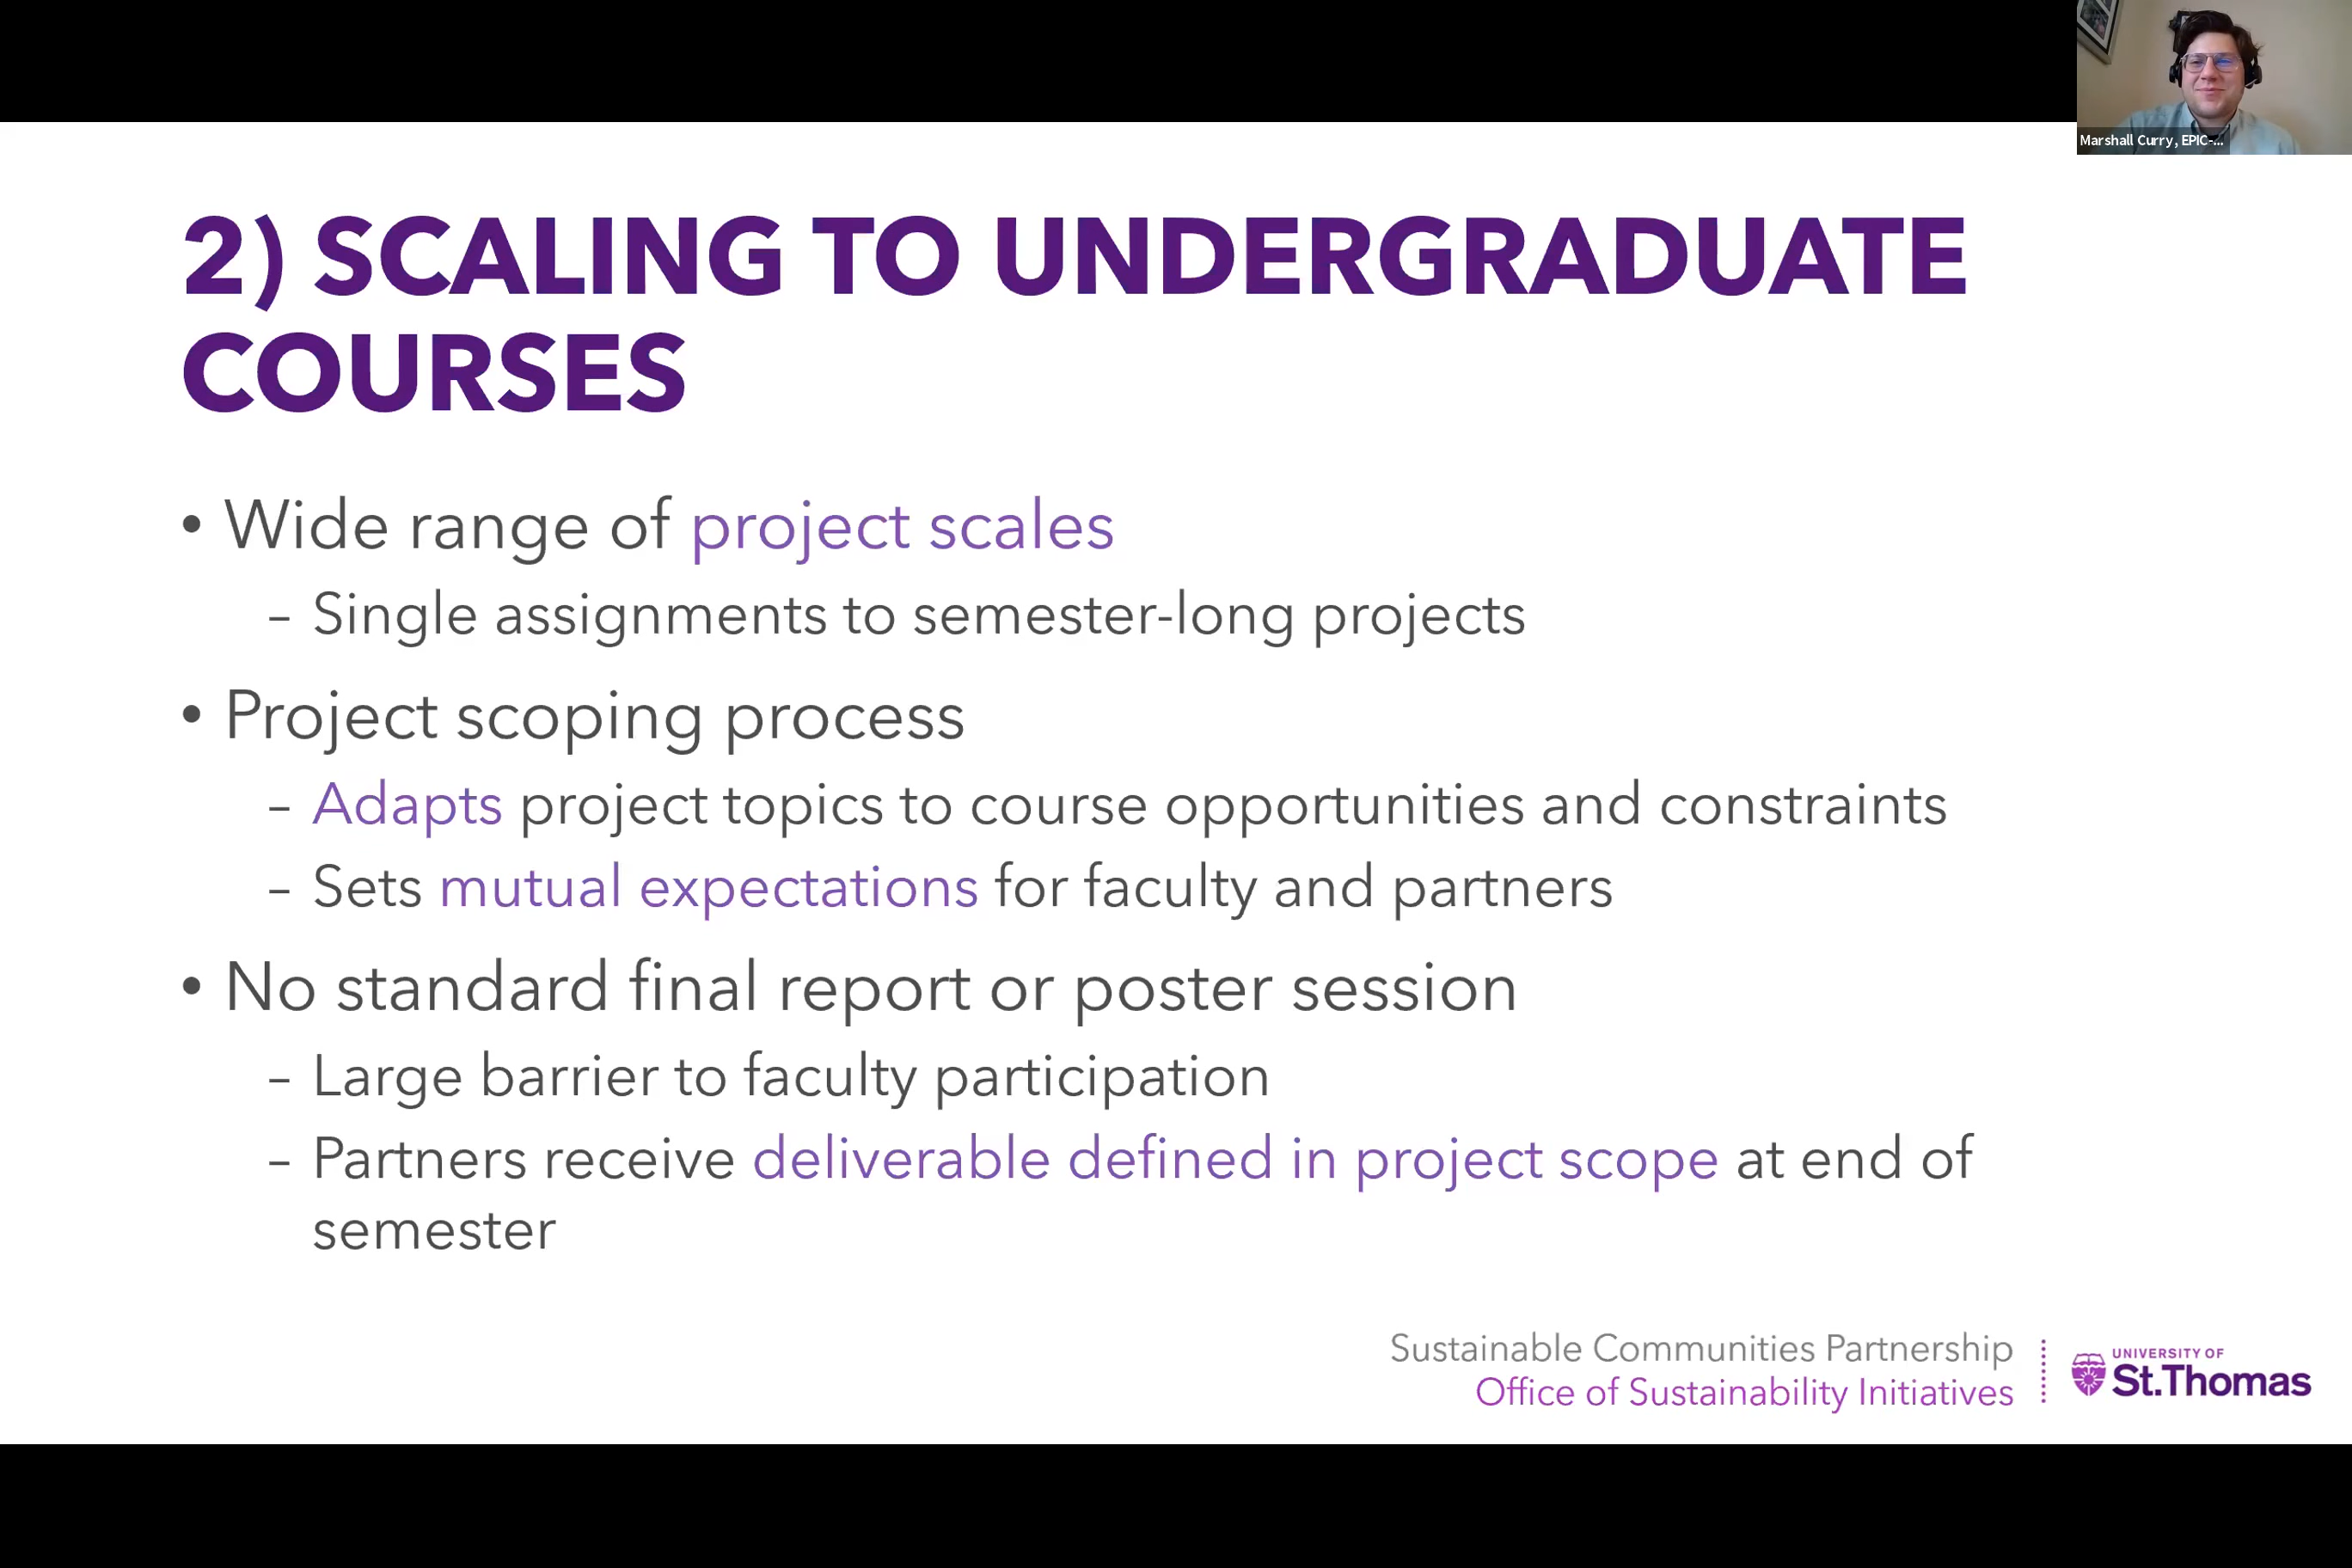 Marshall Curry, EPIC-...
2) SCALING TO UNDERGRADUATE
COURSES
• Wide range of project scales
– Single assignments to semester-long projects
• Project scoping process
– Adapts project topics to course opportunities and constraints
– Sets mutual expectations for faculty and partners
• No standard final report or poster session
– Large barrier to faculty participation
– Partners receive deliverable defined in project scope at end of
semester
Sustainable Communities Partnership
Office of Sustainability Initiatives
UNIVERSITY OF
St.Thomas